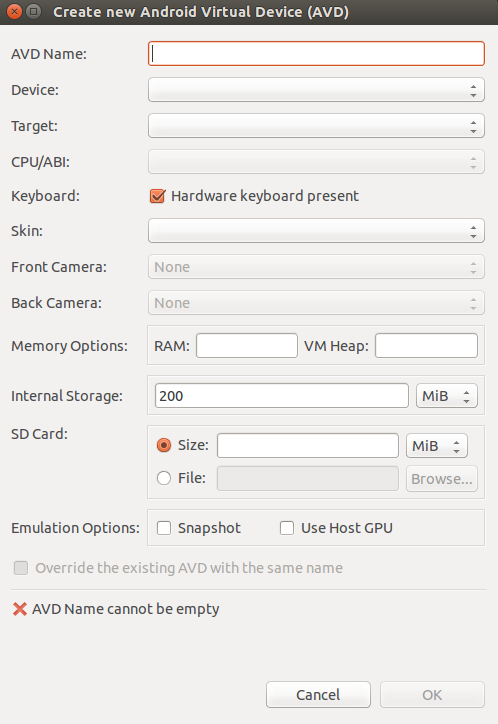 Create new Android Virtual Device (AVD)
AVD Name:
Device:
Target:
CPU/ABI:
Keyboard: Hardware keyboard present
Skin:
Front Camera: None
Back Camera: None
Memory Options: RAM: VM Heap:
Internal Storage: 200 MiB
SD Card:
Size: MiB
File: Browse...
Emulation Options: Snapshot Use Host GPU
Override the existing AVD with the same name
AVD Name cannot be empty
Cancel OK